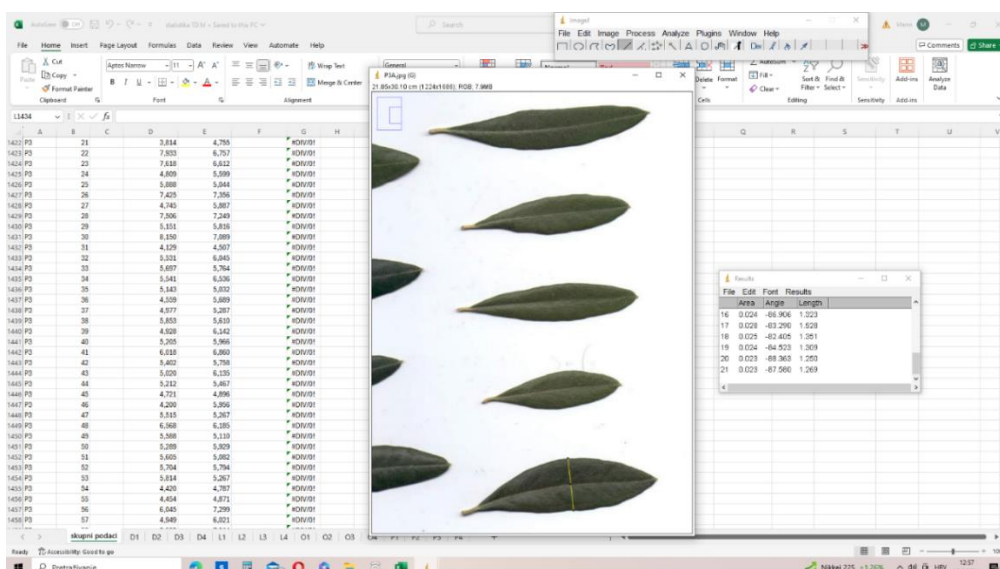 AutoSave
Saved to this PC
Search
File Home Insert Page Layout Formulas Data Review View Automate Help
Comments Share
Cut
Copy
Format Painter
Paste
Clipboard
Aptos Narrow 11
Font
Wrap Text
Merge & Center
Alignment
General
Delete Format
Cells
Fill
Clear
Sort & Filter
Find & Select
Editing
Sensitivity
Sensitivity
Add-ins
Add-ins
Analyze Data
L1434
fx
ImageJ
File Edit Image Process Analyze Plugins Window Help
P3A.jpg (G)
A B C D E F G H Q R S T U V
1422 P3 21 3,814 4,755 #DIV/0!
1423 P3 22 7,933 6,757 #DIV/0!
1424 P3 23 7,618 6,612 #DIV/0!
1425 P3 24 4,809 5,599 #DIV/0!
1426 P3 25 5,888 5,844 #DIV/0!
1427 P3 26 7,425 7,356 #DIV/0!
1428 P3 27 4,745 5,887 #DIV/0!
1429 P3 28 7,506 7,249 #DIV/0!
1430 P3 29 5,151 5,816 #DIV/0!
1431 P3 30 8,150 7,089 #DIV/0!
1432 P3 31 4,129 4,507 #DIV/0!
1433 P3 32 5,531 6,045 #DIV/0!
1434 P3 33 5,697 5,764 #DIV/0!
1435 P3 34 5,541 6,536 #DIV/0!
1436 P3 35 5,143 5,032 #DIV/0!
1437 P3 36 4,559 5,689 #DIV/0!
1438 P3 37 4,977 5,287 #DIV/0!
1439 P3 38 5,853 5,610 #DIV/0!
1440 P3 39 4,928 6,142 #DIV/0!
1441 P3 40 5,205 5,966 #DIV/0!
1442 P3 41 6,018 6,860 #DIV/0!
1443 P3 42 5,402 5,758 #DIV/0!
1444 P3 43 5,020 6,135 #DIV/0!
1445 P3 44 5,212 5,467 #DIV/0!
1446 P3 45 4,721 4,896 #DIV/0!
1447 P3 46 4,200 5,956 #DIV/0!
1448 P3 47 5,515 5,267 #DIV/0!
1449 P3 48 6,568 6,185 #DIV/0!
1450 P3 49 5,588 5,110 #DIV/0!
1451 P3 50 5,289 5,929 #DIV/0!
1452 P3 51 5,605 5,082 #DIV/0!
1453 P3 52 5,704 5,794 #DIV/0!
1454 P3 53 5,814 5,267 #DIV/0!
1455 P3 54 4,420 4,787 #DIV/0!
1456 P3 55 4,454 4,871 #DIV/0!
1457 P3 56 6,045 7,299 #DIV/0!
1458 P3 57 4,949 6,021 #DIV/0!
Results
File Edit Font Results
Area Angle Length
16 0.024 -86.906 1.323
17 0.028 -83.290 1.528
18 0.025 -82.405 1.351
19 0.024 -84.523 1.309
20 0.023 -88.363 1.250
21 0.023 -87.580 1.269
skupni podaci D1 D2 D3 D4 L1 L2 L3 L4 O1 O2 O3
Ready Accessibility: Good to go
Pretraživanje
Nikkei 225 +1.26%
HRV
12:57